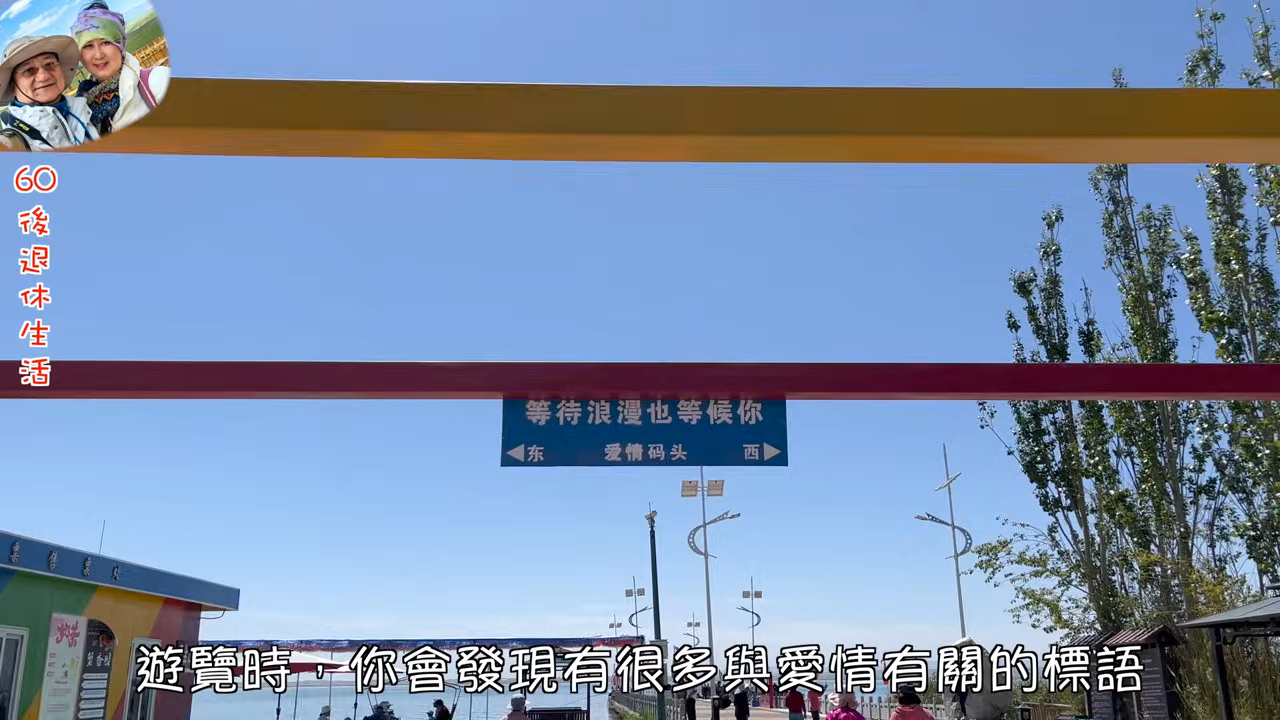 60
後
退
休
生
活
等待浪漫也等候你
东 爱情码头 西
遊覽時，你會發現有很多與愛情有關的標語